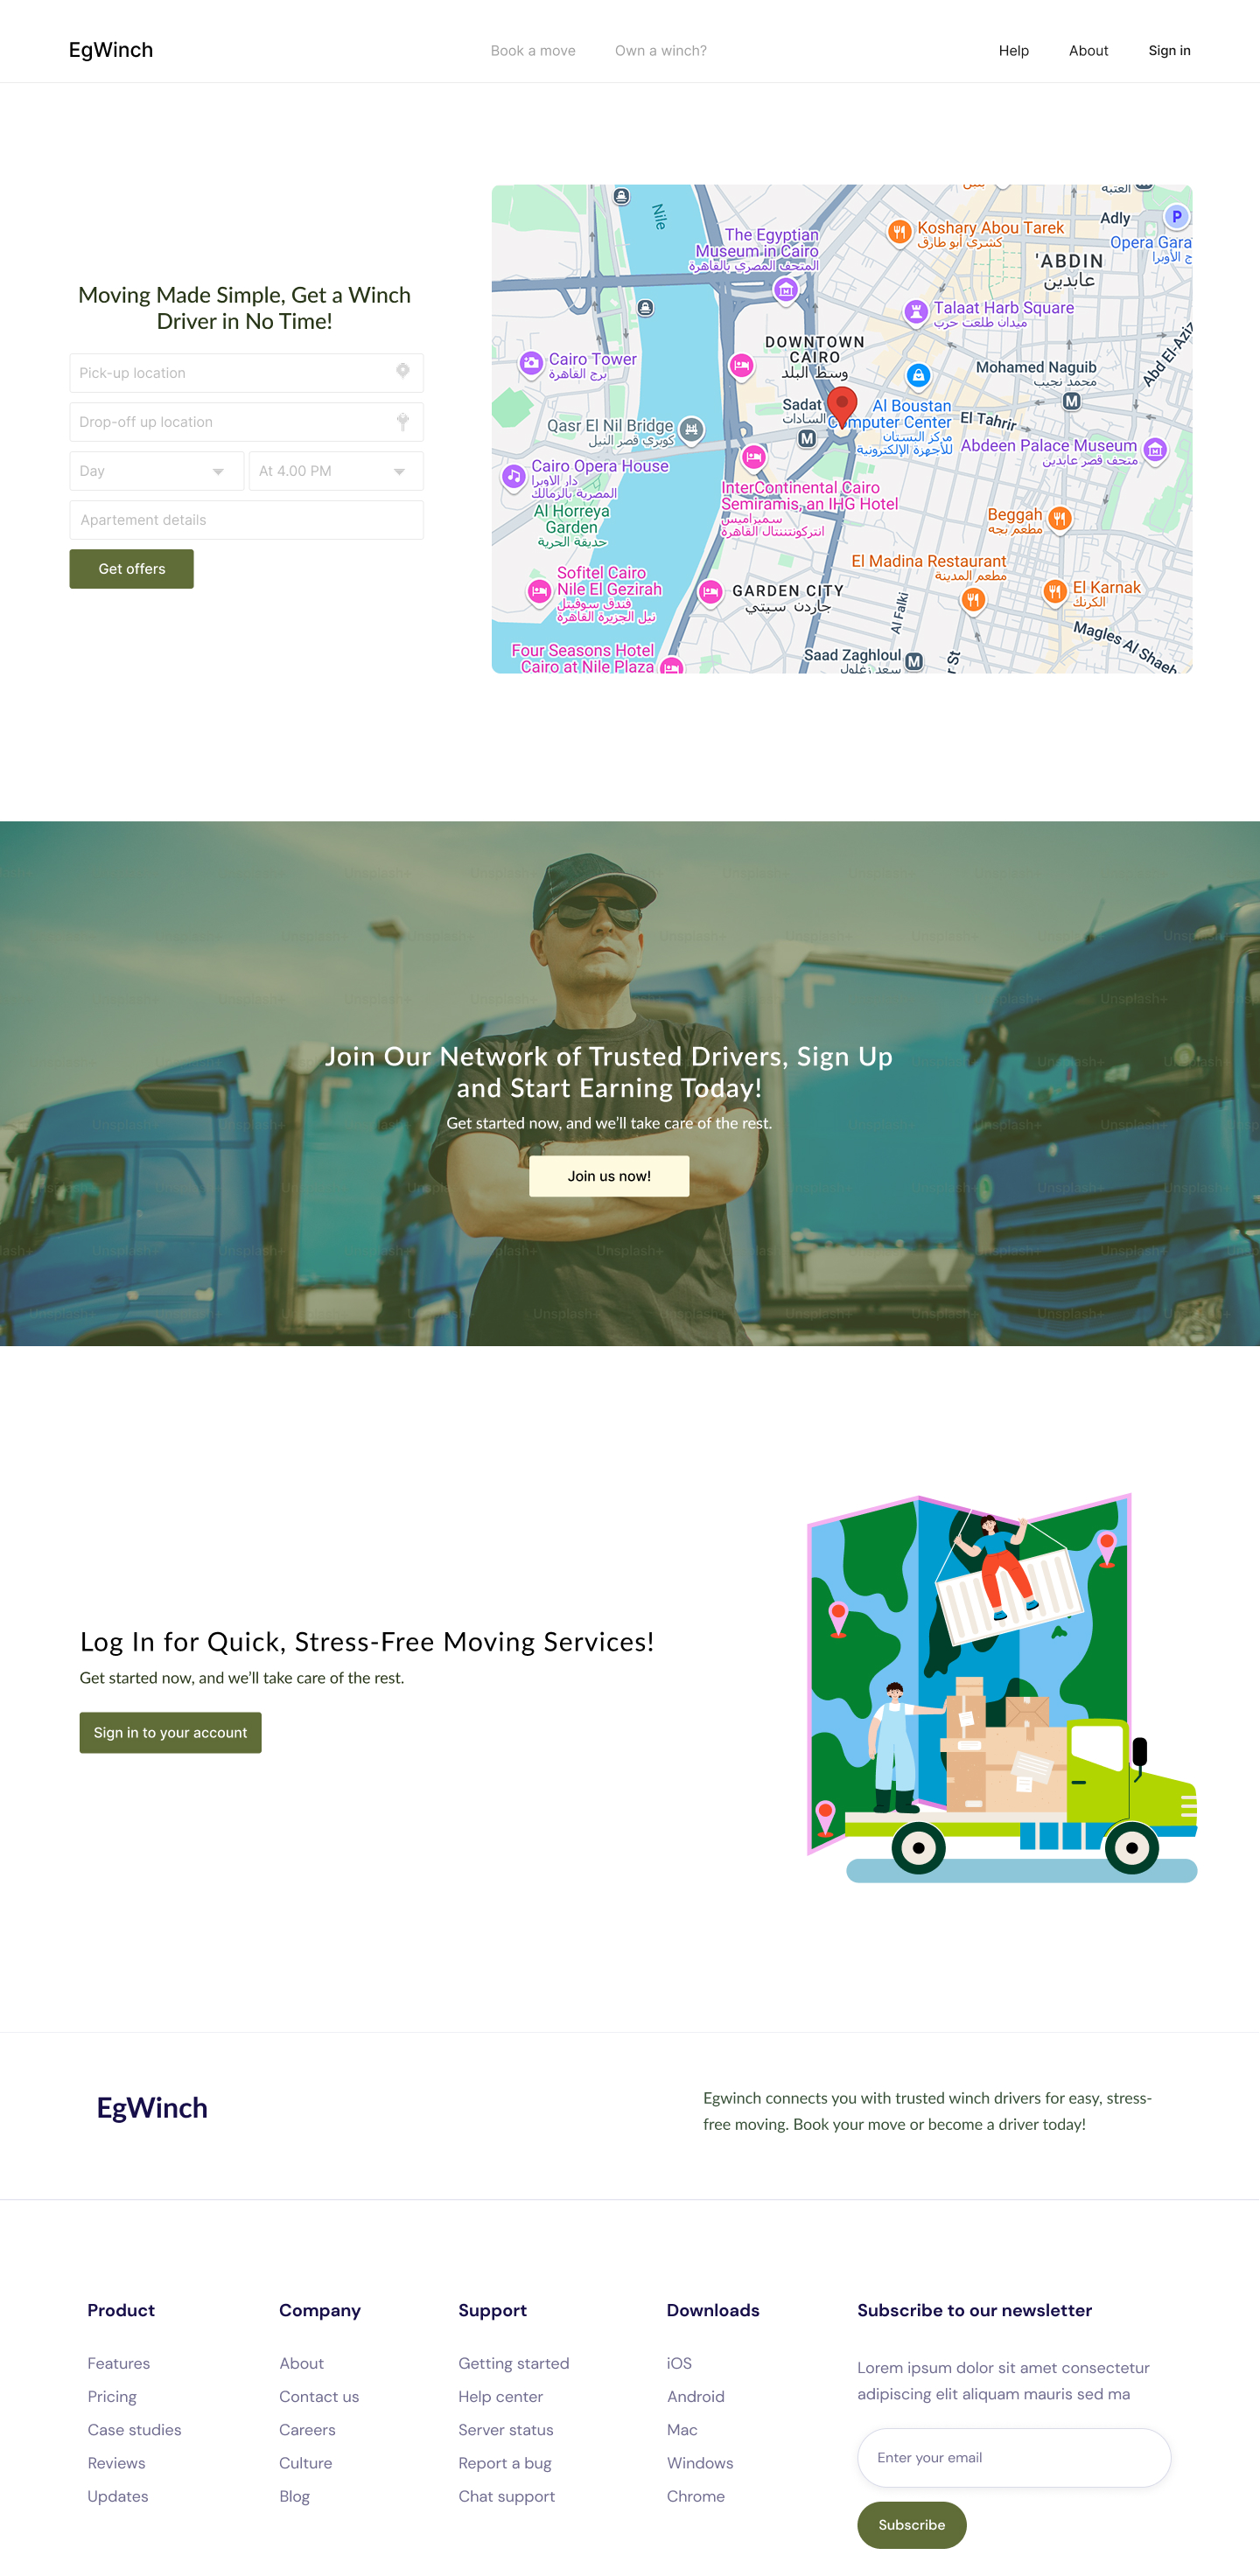 EgWinch
Book a move
Own a winch?
Help
About
Sign in
Moving Made Simple, Get a Winch
Driver in No Time!
Pick-up location
Drop-off up location
Day
At 4.00 PM
Apartement details
Get offers
Nile
The Egyptian
Museum in Cairo
المتحف المصري بالقاهرة
Koshary Abou Tarek
كشري أبو طارق
العتبة
Adly
P
Opera Gara
ج الأوبرا
'ABDIN
عابدين
Talaat Harb Square
ميدان طلعت حرب
DOWNTOWN
CAIRO
وسط البلد
Cairo Tower
برج القاهرة
Mohamed Naguib
محمد نجيب
M
Abd El-Aziz
Sadat
السادات
M
Al Boustan
Computer Center
مركز البستان
للأجهزة الإلكترونية
El Tahrir
Qasr El Nil Bridge
كوبري قصر النيل
Abdeen Palace Museum
متحف قصر عابدين
Cairo Opera House
دار الأوبرا
المصرية بالزمالك
InterContinental Cairo
Semiramis, an IHG Hotel
سميراميس
انتركونتننتال القاهرة
Al Horreya
Garden
حديقة الحرية
Beggah
مطعم بجه
El Madina Restaurant
مطعم المدينة
Sofitel Cairo
Nile El Gezirah
فندق سوفيتل
نيل الجزيرة القاهرة
GARDEN CITY
جاردن سيتي
El Karnak
الكرنك
Al Falki
Magles Al Shaeb
Four Seasons Hotel
Cairo at Nile Plaza
Saad Zaghloul
سعد زغلول
M
r St
Join Our Network of Trusted Drivers, Sign Up
and Start Earning Today!
Get started now, and we’ll take care of the rest.
Join us now!
Unsplash+
Log In for Quick, Stress-Free Moving Services!
Get started now, and we’ll take care of the rest.
Sign in to your account
EgWinch
Egwinch connects you with trusted winch drivers for easy, stress-
free moving. Book your move or become a driver today!
Product
Features
Pricing
Case studies
Reviews
Updates
Company
About
Contact us
Careers
Culture
Blog
Support
Getting started
Help center
Server status
Report a bug
Chat support
Downloads
iOS
Android
Mac
Windows
Chrome
Subscribe to our newsletter
Lorem ipsum dolor sit amet consectetur
adipiscing elit aliquam mauris sed ma
Enter your email
Subscribe